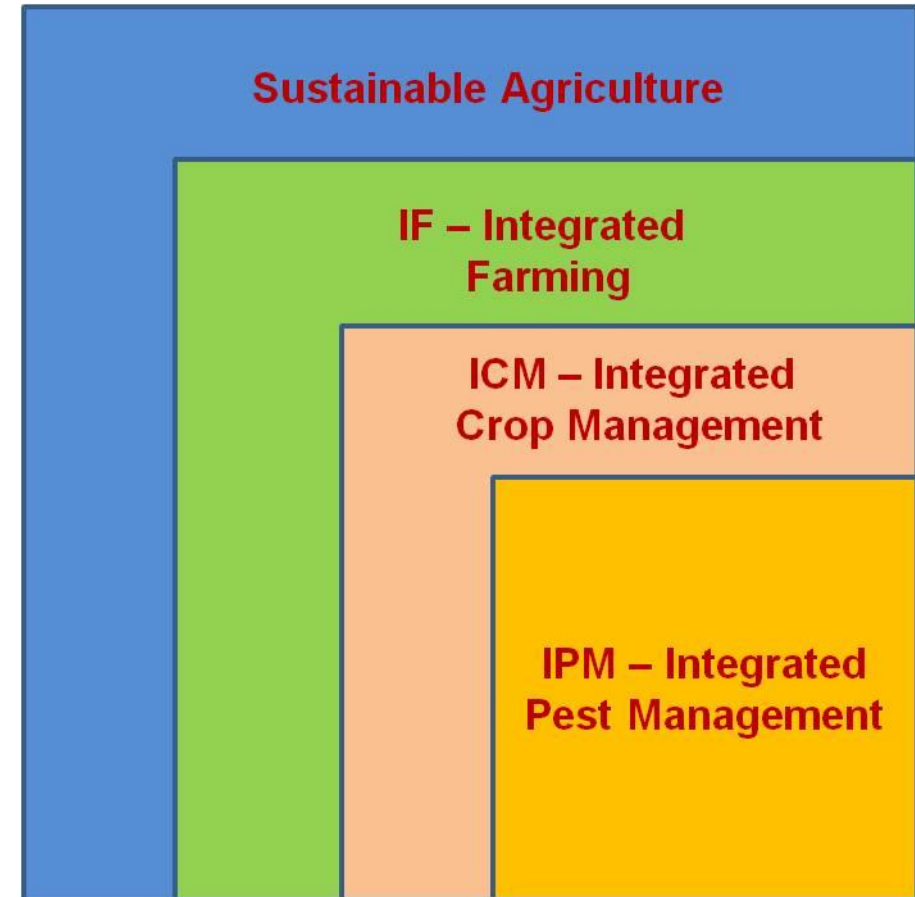 Sustainable Agriculture
IF – Integrated
Farming
ICM – Integrated
Crop Management
IPM – Integrated
Pest Management